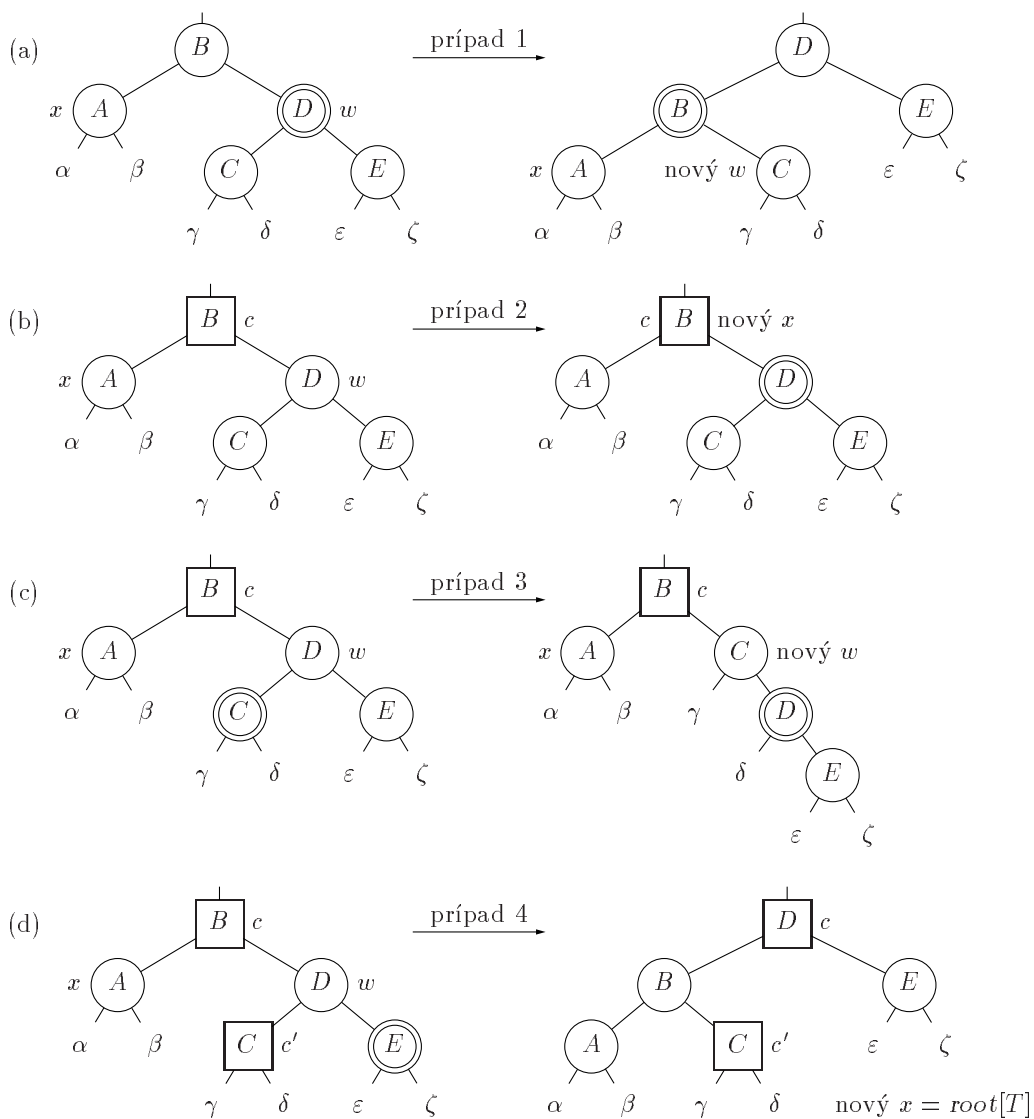 (a) B prípad 1 D
x A D w B E
α β C E x A nový w C ε ζ
γ δ ε ζ α β γ δ
(b) B c prípad 2 c B nový x
x A D w A D
α β C E α β C E
γ δ ε ζ γ δ ε ζ
(c) B c prípad 3 B c
x A D w x A C nový w
α β C E α β γ D
γ δ ε ζ δ E
ε ζ
(d) B c prípad 4 D c
x A D w B E
α β C c′ E A C c′ ε ζ
γ δ ε ζ α β γ δ nový x = root[T]